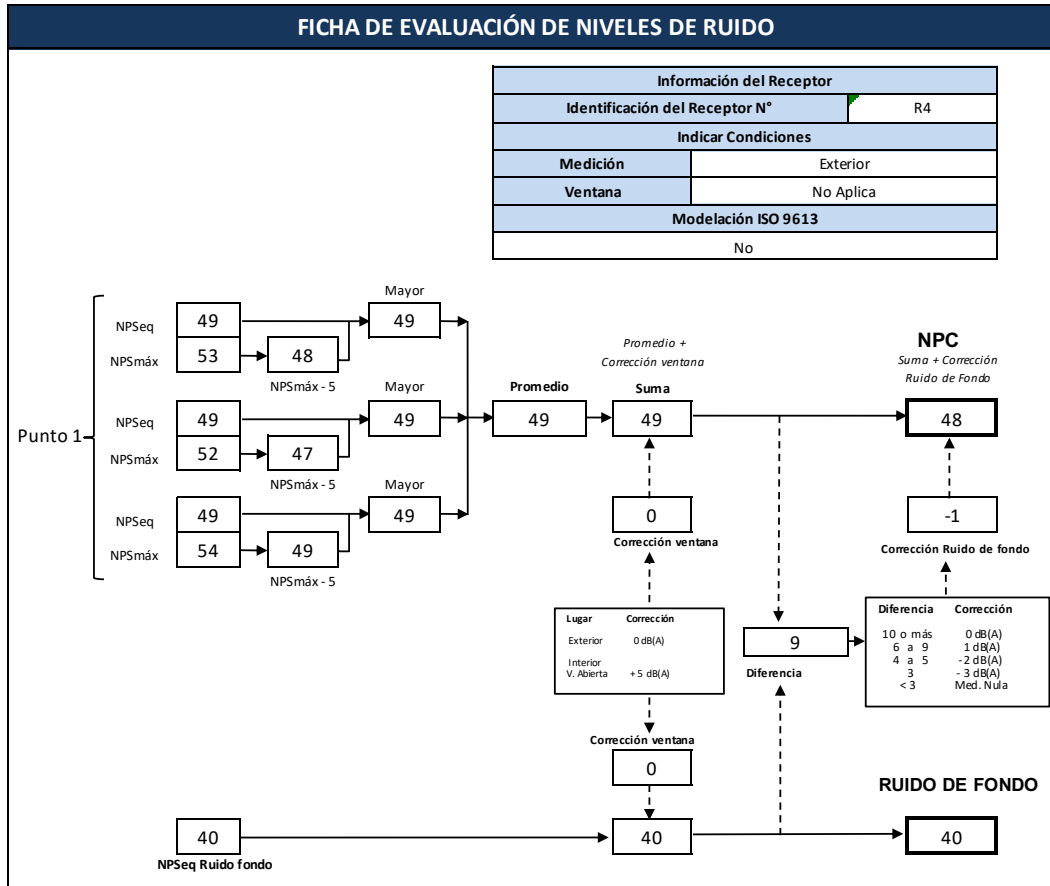 FICHA DE EVALUACIÓN DE NIVELES DE RUIDO
Información del Receptor
Identificación del Receptor N° R4
Indicar Condiciones
Medición Exterior
Ventana No Aplica
Modelación ISO 9613
No
Punto 1
NPSeq 49
NPSmáx 53 48
NPSmáx - 5
Mayor
49
NPSeq 49
NPSmáx 52 47
NPSmáx - 5
Mayor
49
NPSeq 49
NPSmáx 54 49
NPSmáx - 5
Mayor
49
Promedio
49
Promedio +
Corrección ventana
Suma
49
0
Corrección ventana
Lugar Corrección
Exterior 0 dB(A)
Interior
V. Abierta + 5 dB(A)
Corrección ventana
0
NPC
Suma + Corrección
Ruido de Fondo
48
-1
Corrección Ruido de fondo
9
Diferencia
Diferencia Corrección
10 o más 0 dB(A)
6 a 9 1 dB(A)
4 a 5 -2 dB(A)
3 - 3 dB(A)
< 3 Med. Nula
RUIDO DE FONDO
40 40 40
NPSeq Ruido fondo